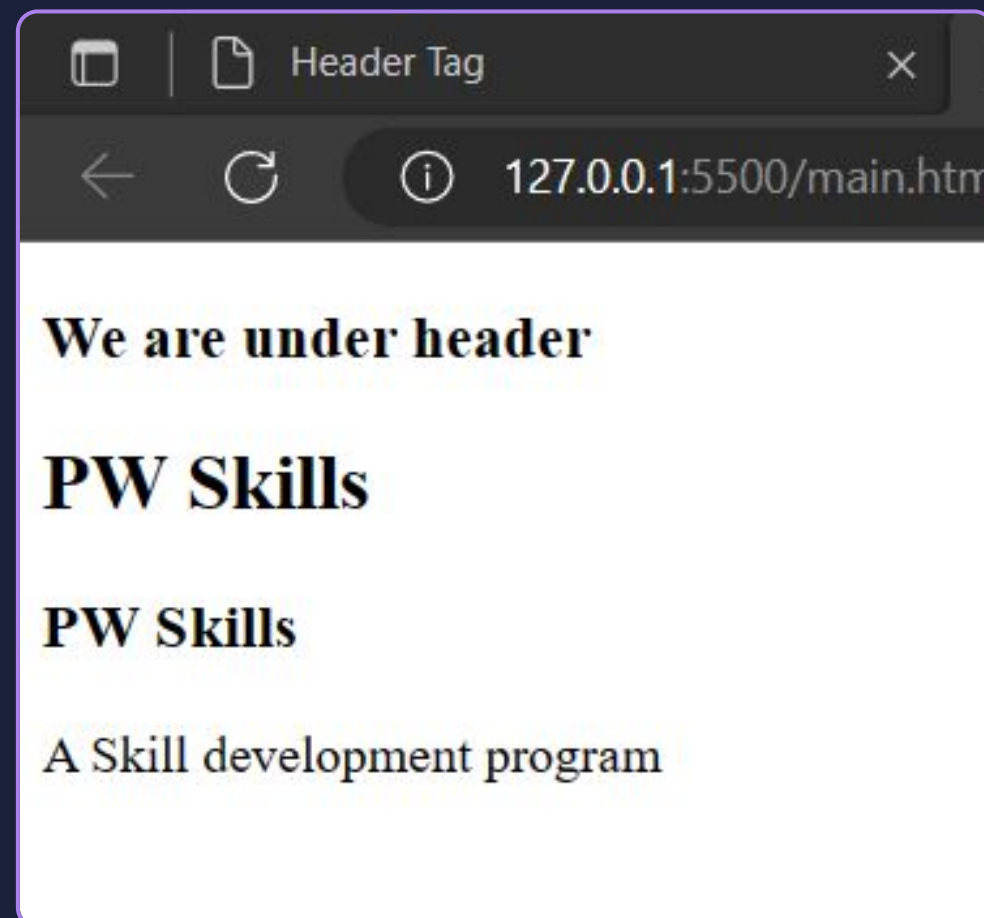 Header Tag
127.0.0.1:5500/main.htm
We are under header
PW Skills
PW Skills
A Skill development program